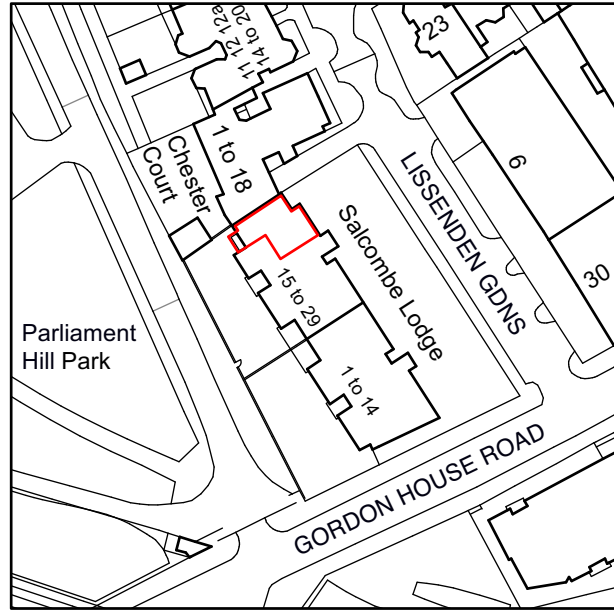 11 12 12a
14 to 20
23
Chester
Court
1 to 18
LISSENDEN GDNS
6
30
Salcombe Lodge
15 to 29
1 to 14
Parliament
Hill Park
GORDON HOUSE ROAD